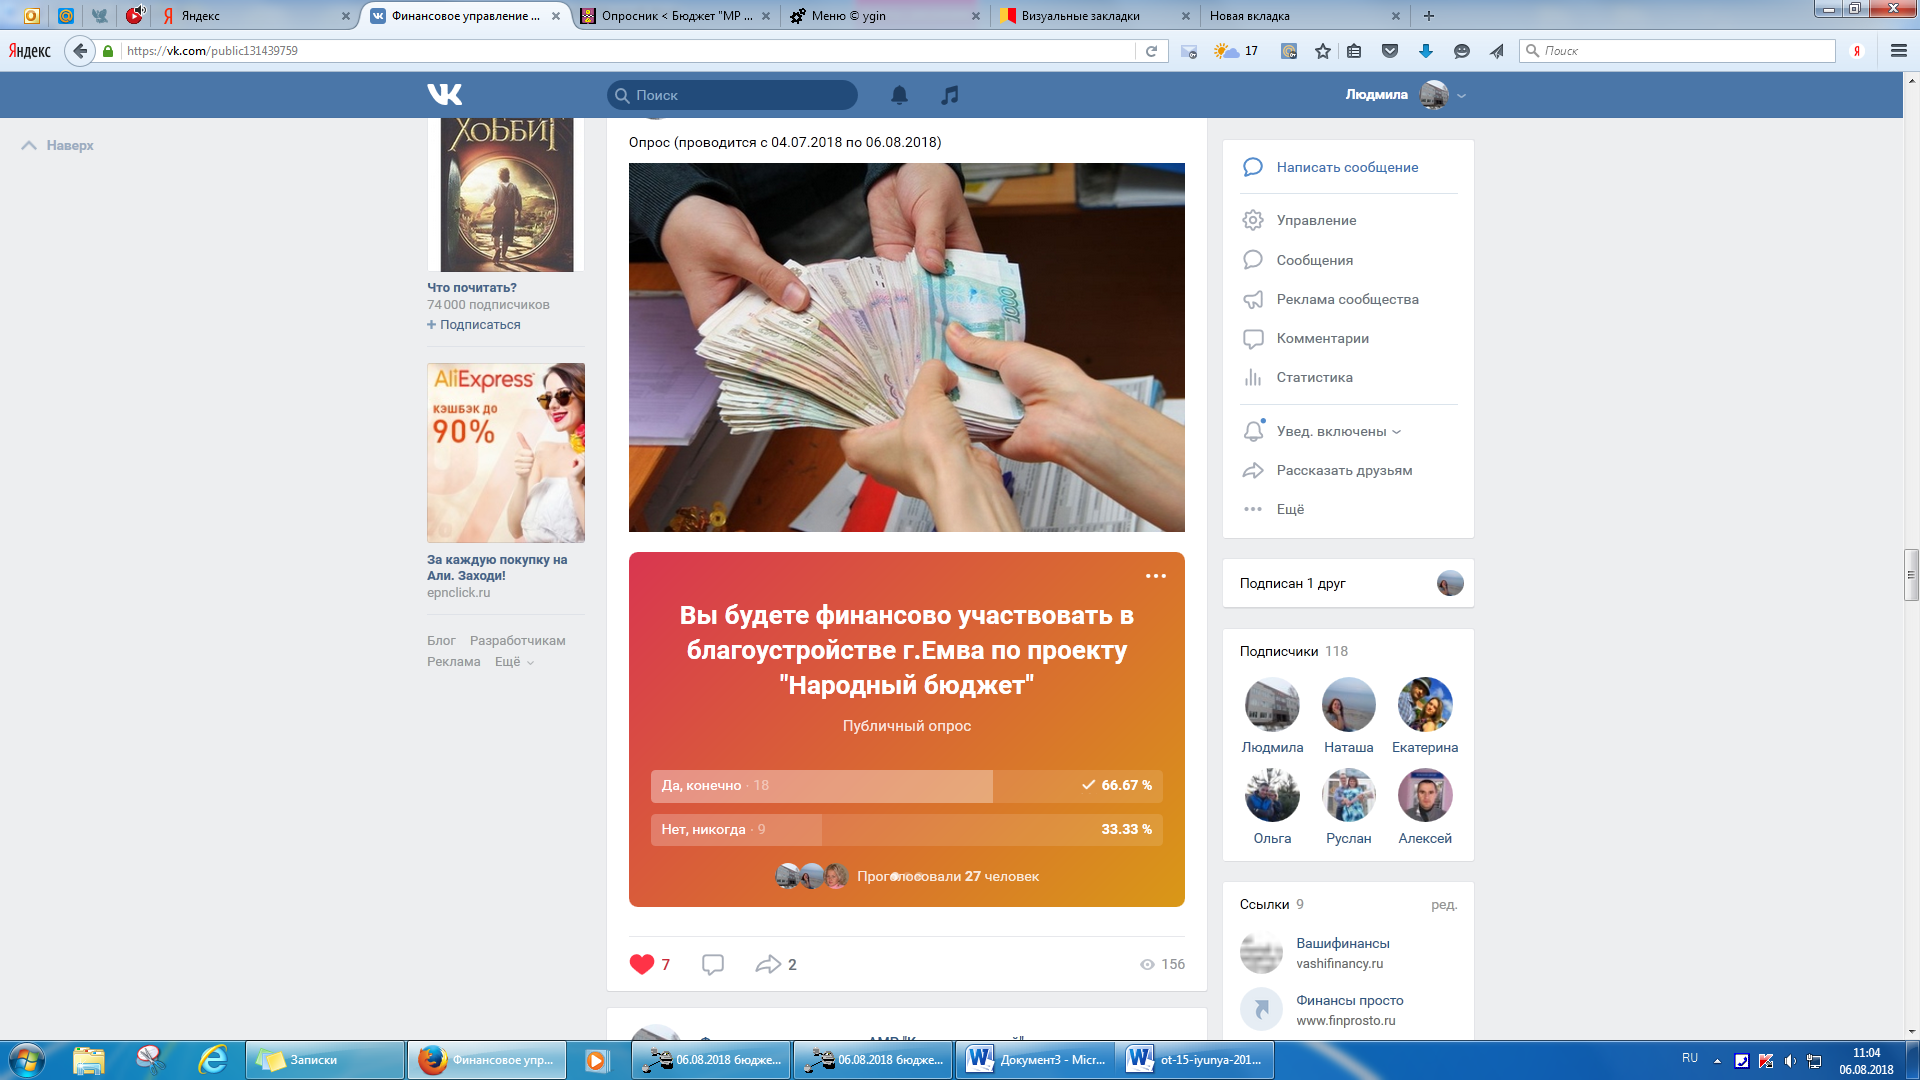 Яндекс
Финансовое управление ...
Опросник < Бюджет "МР ...
Меню © ygin
Визуальные закладки
Новая вкладка
Яндекс
https://vk.com/public131439759
17
Поиск
Поиск
Людмила
Наверх
ХОББИТ
Что почитать?
74 000 подписчиков
Подписаться
AliExpress
КЭШБЭК ДО
90%
За каждую покупку на
Али. Заходи!
epnclick.ru
Блог Разработчикам
Реклама Ещё
Опрос (проводится с 04.07.2018 по 06.08.2018)
1000
Вы будете финансово участвовать в
благоустройстве г.Емва по проекту
"Народный бюджет"
Публичный опрос
Да, конечно · 18 66.67 %
Нет, никогда · 9 33.33 %
Проголосовали 27 человек
7 2 156
Написать сообщение
Управление
Сообщения
Реклама сообщества
Комментарии
Статистика
Увед. включены
Рассказать друзьям
Ещё
Подписан 1 друг
Подписчики 118
Людмила Наташа Екатерина
Ольга Руслан Алексей
Ссылки 9 ред.
Вашифинансы
vashifinancy.ru
Финансы просто
www.finprosto.ru
Записки
Финансовое упр...
06.08.2018 бюдже...
06.08.2018 бюдже...
Документ3 - Micr...
ot-15-iyunya-201...
RU
11:04
06.08.2018